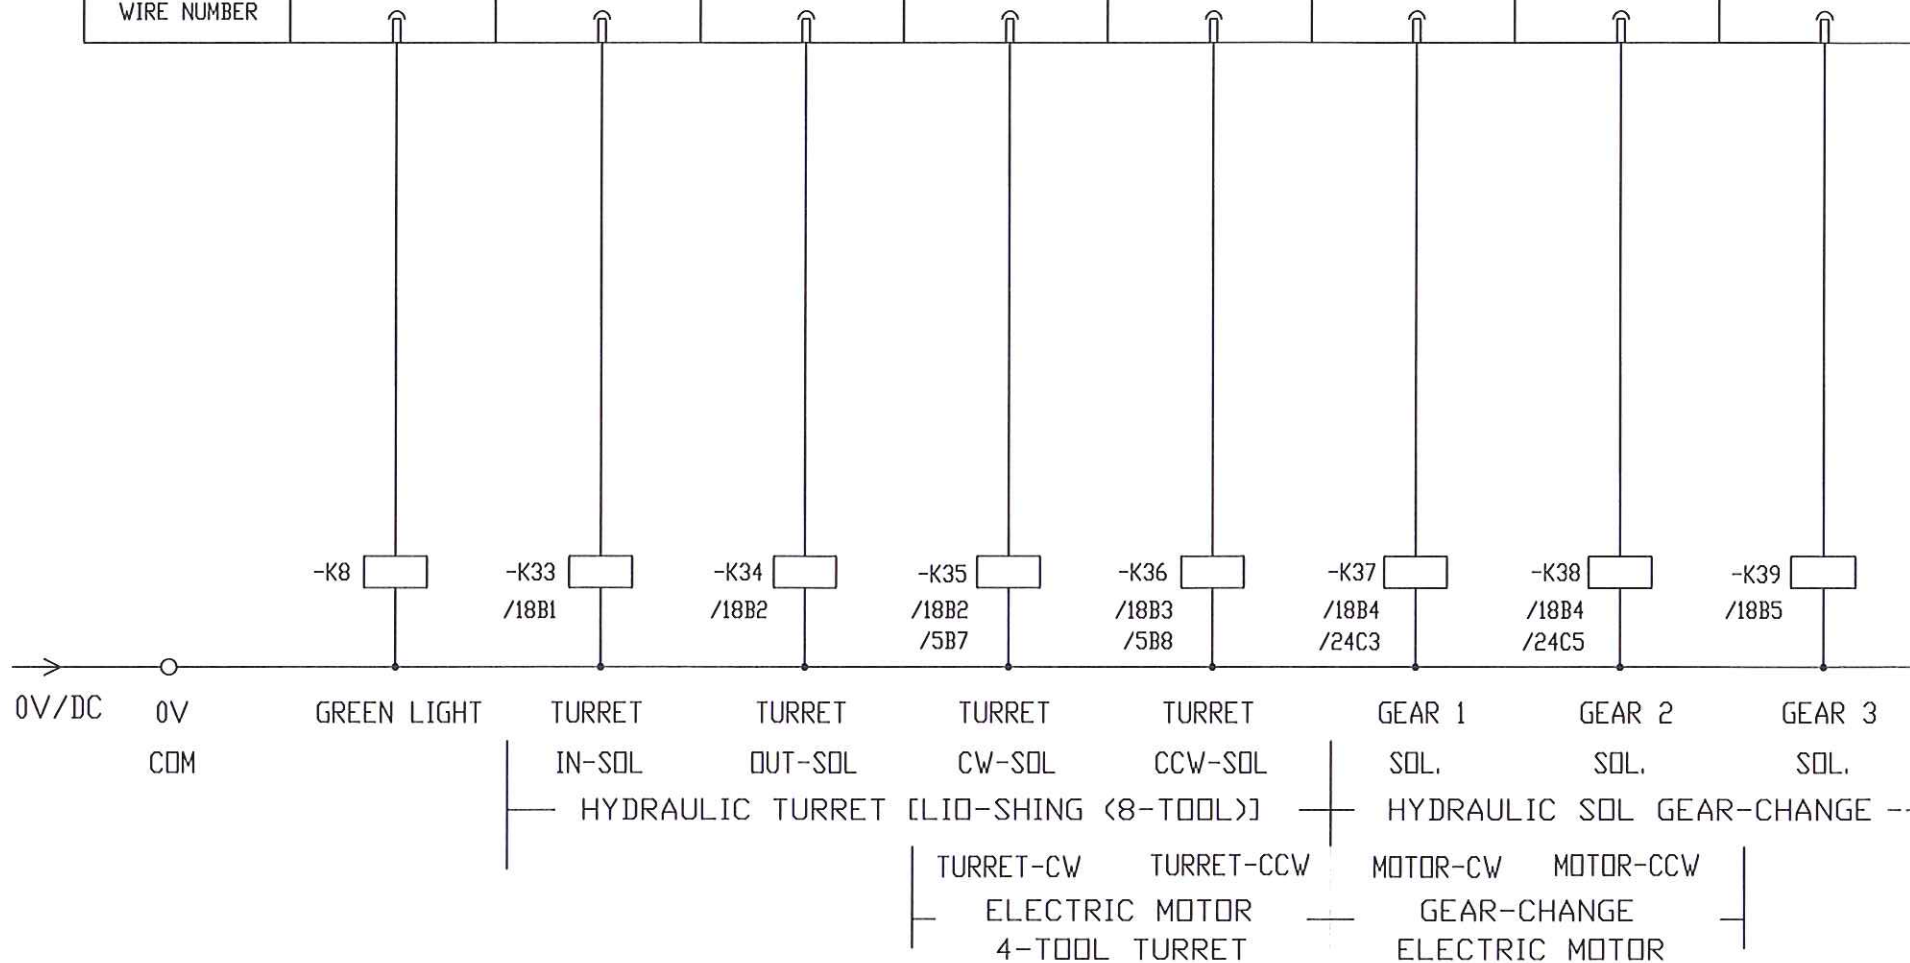 WIRE NUMBER
-K8 -K33 -K34 -K35 -K36 -K37 -K38 -K39
/18B1 /18B2 /18B2 /18B3 /18B4 /18B4 /18B5
/5B7 /5B8 /24C3 /24C5
0V/DC 0V GREEN LIGHT TURRET TURRET TURRET TURRET GEAR 1 GEAR 2 GEAR 3
COM IN-SOL OUT-SOL CW-SOL CCW-SOL SOL. SOL. SOL.
HYDRAULIC TURRET [LIO-SHING (8-TOOL)] HYDRAULIC SOL GEAR-CHANGE
TURRET-CW TURRET-CCW MOTOR-CW MOTOR-CCW
ELECTRIC MOTOR GEAR-CHANGE
4-TOOL TURRET ELECTRIC MOTOR